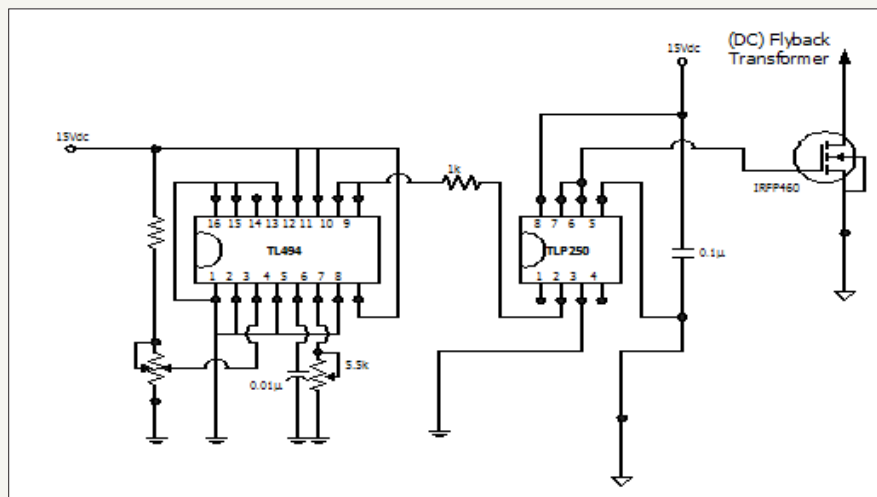 (DC) Flyback
Transformer
15Vdc
15Vdc
1k
IRFP460
16 15 14 13 12 11 10 9
8 7 6 5
TL494
TLP250
0.1µ
1 2 3 4 5 6 7 8
1 2 3 4
5.5k
0.01µ